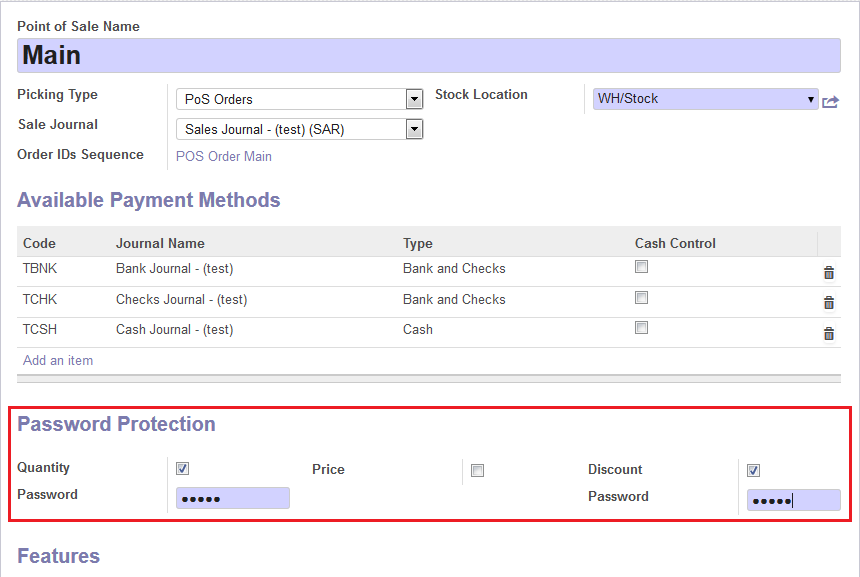 Point of Sale Name
Main
Picking Type PoS Orders Stock Location WH/Stock
Sale Journal Sales Journal - (test) (SAR)
Order IDs Sequence POS Order Main
Available Payment Methods
Code Journal Name Type Cash Control
TBNK Bank Journal - (test) Bank and Checks
TCHK Checks Journal - (test) Bank and Checks
TCSH Cash Journal - (test) Cash
Add an item
Password Protection
Quantity Price Discount
Password ●●●●● Password ●●●●●
Features